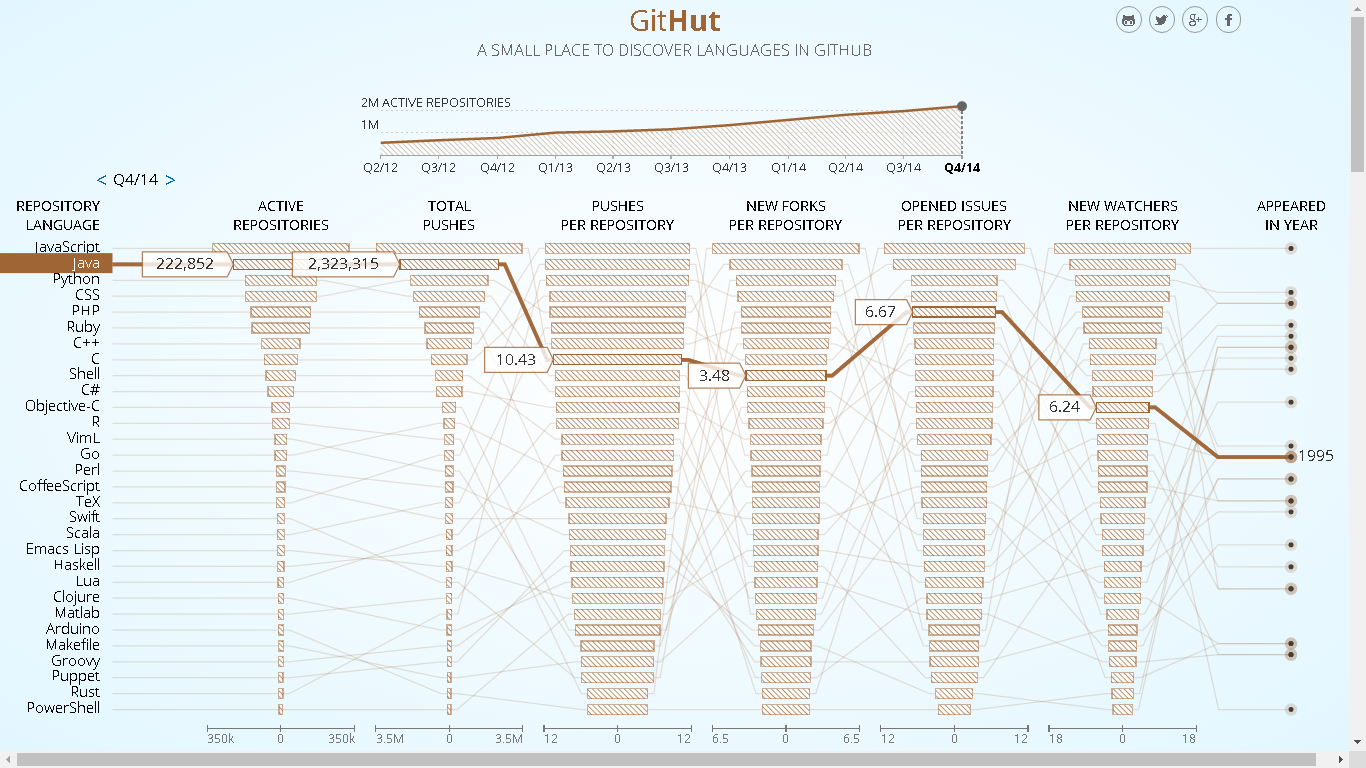 GitHut
A SMALL PLACE TO DISCOVER LANGUAGES IN GITHUB
2M ACTIVE REPOSITORIES
1M
Q2/12 Q3/12 Q4/12 Q1/13 Q2/13 Q3/13 Q4/13 Q1/14 Q2/14 Q3/14 Q4/14
< Q4/14 >
REPOSITORY LANGUAGE
ACTIVE REPOSITORIES
TOTAL PUSHES
PUSHES PER REPOSITORY
NEW FORKS PER REPOSITORY
OPENED ISSUES PER REPOSITORY
NEW WATCHERS PER REPOSITORY
APPEARED IN YEAR
JavaScript
Java 222,852 2,323,315
Python
CSS
PHP 6.67
Ruby
C++
C 10.43
Shell 3.48
C#
Objective-C 6.24
R
VimL
Go 1995
Perl
CoffeeScript
TeX
Swift
Scala
Emacs Lisp
Haskell
Lua
Clojure
Matlab
Arduino
Makefile
Groovy
Puppet
Rust
PowerShell
350k 0 350k 3.5M 0 3.5M 12 0 12 6.5 0 6.5 12 0 12 18 0 18